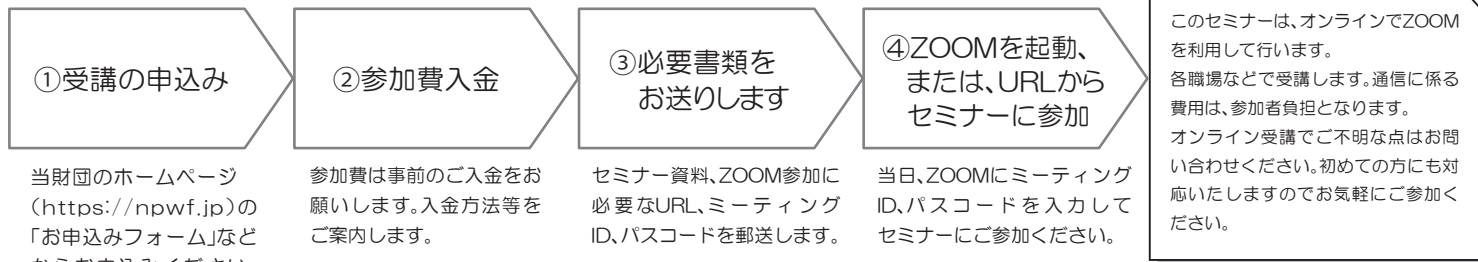 ①受講の申込み
当財団のホームページ
（https://npwf.jp）の
「お申込みフォーム」など
からお申込みください
②参加費入金
参加費は事前のご入金をお
願いします。入金方法等を
ご案内します。
③必要書類を
お送りします
セミナー資料、ZOOM参加に
必要なURL、ミーティング
ID、パスコードを郵送します。
④ZOOMを起動、
または、URLから
セミナーに参加
当日、ZOOMにミーティング
ID、パスコードを入力して
セミナーにご参加ください。
このセミナーは、オンラインでZOOM
を利用して行います。
各職場などで受講します。通信に係る
費用は、参加者負担となります。
オンライン受講でご不明な点はお問
い合わせください。初めての方にも対
応いたしますのでお気軽にご参加く
ださい。